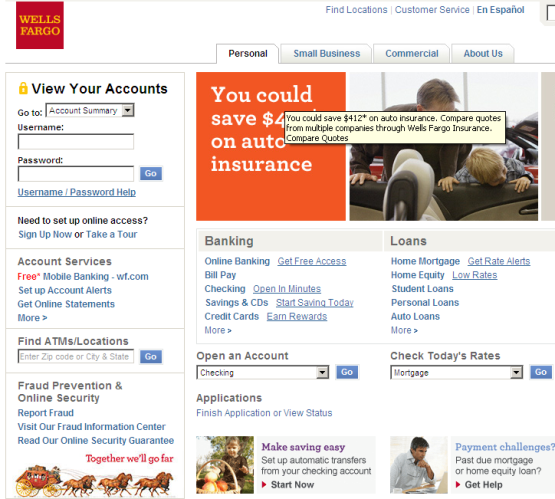 WELLS
FARGO
Find Locations | Customer Service | En Español
Personal
Small Business
Commercial
About Us
View Your Accounts
Go to: Account Summary
Username:
Password:
Go
Username / Password Help
Need to set up online access?
Sign Up Now or Take a Tour
Account Services
Free* Mobile Banking - wf.com
Set up Account Alerts
Get Online Statements
More >
Find ATMs/Locations
Enter Zip code or City & State Go
Fraud Prevention &
Online Security
Report Fraud
Visit Our Fraud Information Center
Read Our Online Security Guarantee
Together we'll go far
You could
save $4
on auto
insurance
You could save $412* on auto insurance. Compare quotes
from multiple companies through Wells Fargo Insurance.
Compare Quotes
Banking
Online Banking Get Free Access
Bill Pay
Checking Open In Minutes
Savings & CDs Start Saving Today
Credit Cards Earn Rewards
More >
Loans
Home Mortgage Get Rate Alerts
Home Equity Low Rates
Student Loans
Personal Loans
Auto Loans
More >
Open an Account
Checking Go
Check Today's Rates
Mortgage Go
Applications
Finish Application or View Status
Make saving easy
Set up automatic transfers
from your checking account
Start Now
Payment challenges?
Past due mortgage
or home equity loan?
Get Help